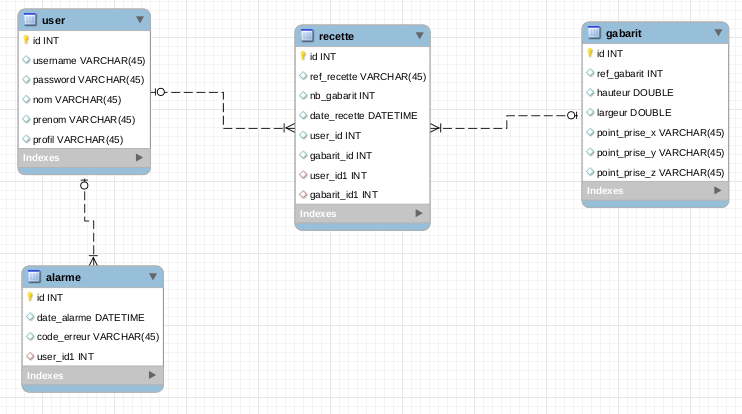 user
id INT
username VARCHAR(45)
password VARCHAR(45)
nom VARCHAR(45)
prenom VARCHAR(45)
profil VARCHAR(45)
Indexes
recette
id INT
ref_recette VARCHAR(45)
nb_gabarit INT
date_recette DATETIME
user_id INT
gabarit_id INT
user_id1 INT
gabarit_id1 INT
Indexes
gabarit
id INT
ref_gabarit INT
hauteur DOUBLE
largeur DOUBLE
point_prise_x VARCHAR(45)
point_prise_y VARCHAR(45)
point_prise_z VARCHAR(45)
Indexes
alarme
id INT
date_alarme DATETIME
code_erreur VARCHAR(45)
user_id1 INT
Indexes